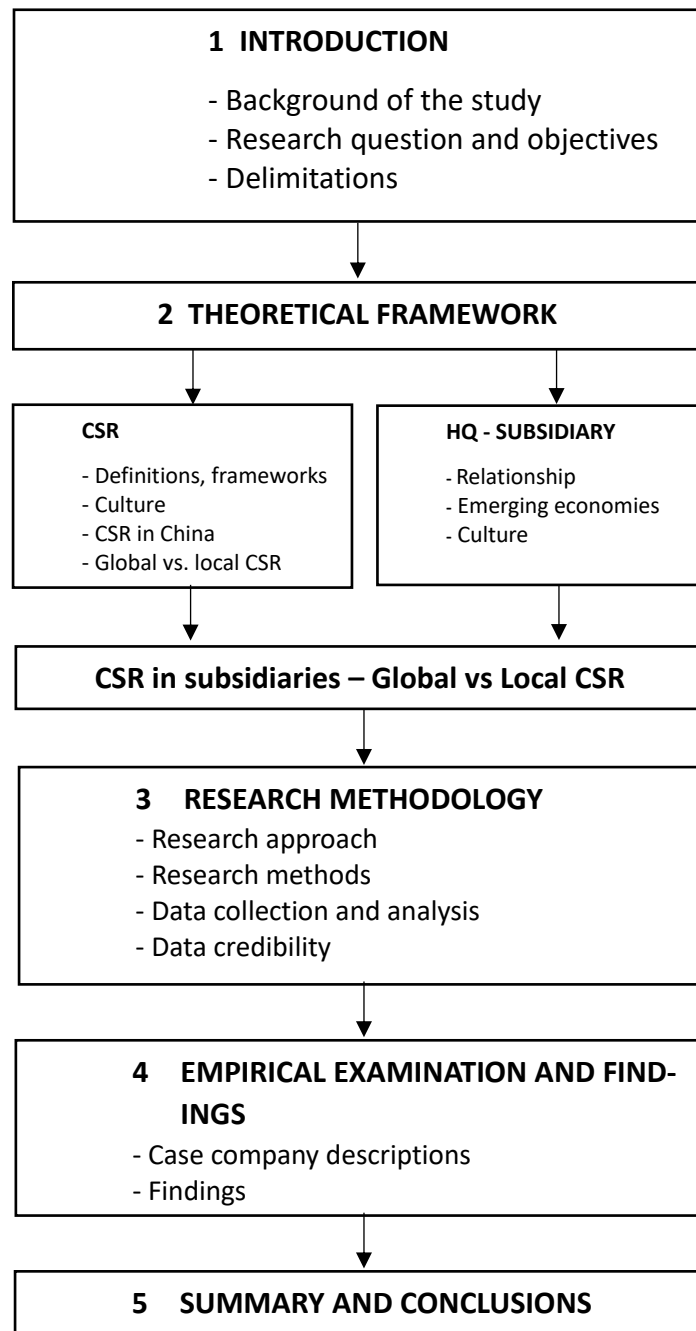 1 INTRODUCTION
- Background of the study
- Research question and objectives
- Delimitations
2 THEORETICAL FRAMEWORK
CSR
- Definitions, frameworks
- Culture
- CSR in China
- Global vs. local CSR
HQ - SUBSIDIARY
- Relationship
- Emerging economies
- Culture
CSR in subsidiaries – Global vs Local CSR
3 RESEARCH METHODOLOGY
- Research approach
- Research methods
- Data collection and analysis
- Data credibility
4 EMPIRICAL EXAMINATION AND FIND-
INGS
- Case company descriptions
- Findings
5 SUMMARY AND CONCLUSIONS